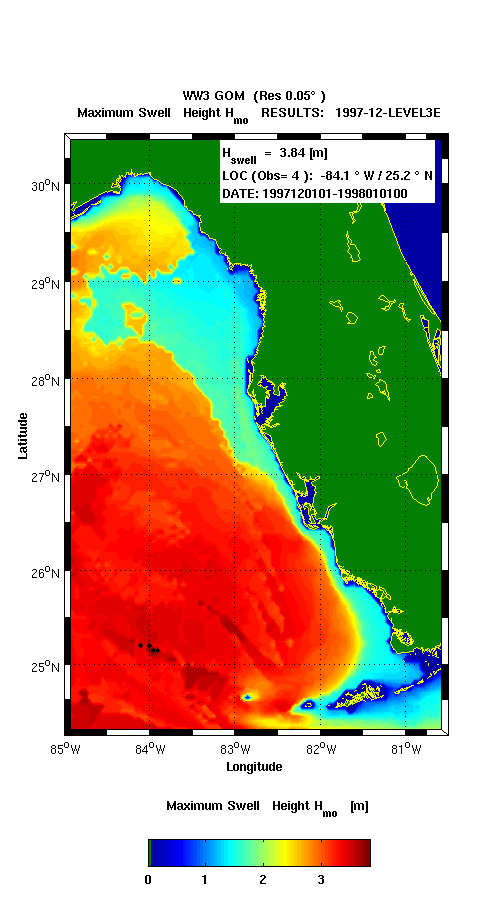 WW3 GOM (Res 0.05° )
Maximum Swell Height Hmo RESULTS: 1997-12-LEVEL3E
Hswell = 3.84 [m]
LOC (Obs= 4 ): -84.1 ° W / 25.2 ° N
DATE: 1997120101-1998010100
30°N
29°N
28°N
27°N
26°N
25°N
Latitude
85°W 84°W 83°W 82°W 81°W
Longitude
Maximum Swell Height Hmo [m]
0 1 2 3